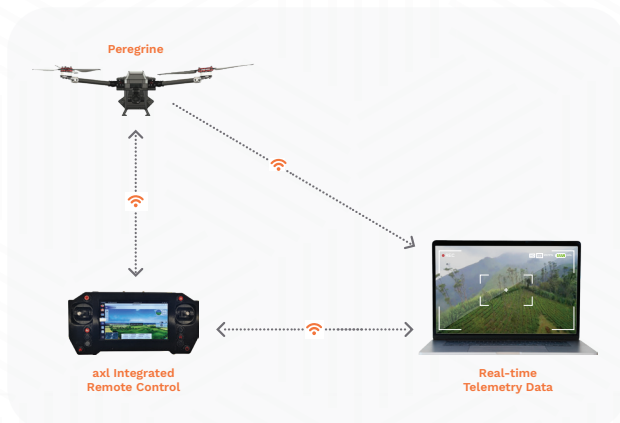 Peregrine
axl Integrated
Remote Control
Real-time
Telemetry Data